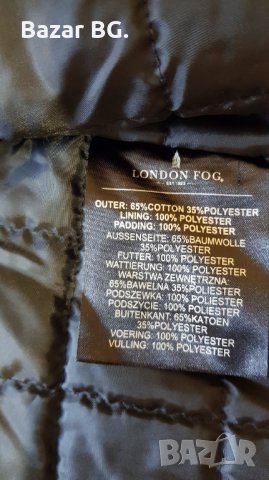 Bazar BG.
LONDON FOG®
EST 1923
OUTER: 65%COTTON 35%POLYESTER
LINING: 100% POLYESTER
PADDING: 100% POLYESTER
AUSSENSEITE: 65%BAUMWOLLE
35%POLYESTER
FUTTER: 100% POLYESTER
WATTIERUNG: 100% POLYESTER
WARSTWA ZEWNĘTRZNA:
65%BAWEŁNA 35%POLIESTER
PODSZEWKA: 100% POLIESTER
PODSZYCIE: 100% POLIESTER
BUITENKANT: 65%KATOEN
35%POLYESTER
VOERING: 100% POLYESTER
VULLING: 100% POLYESTER
BAZAR.BG